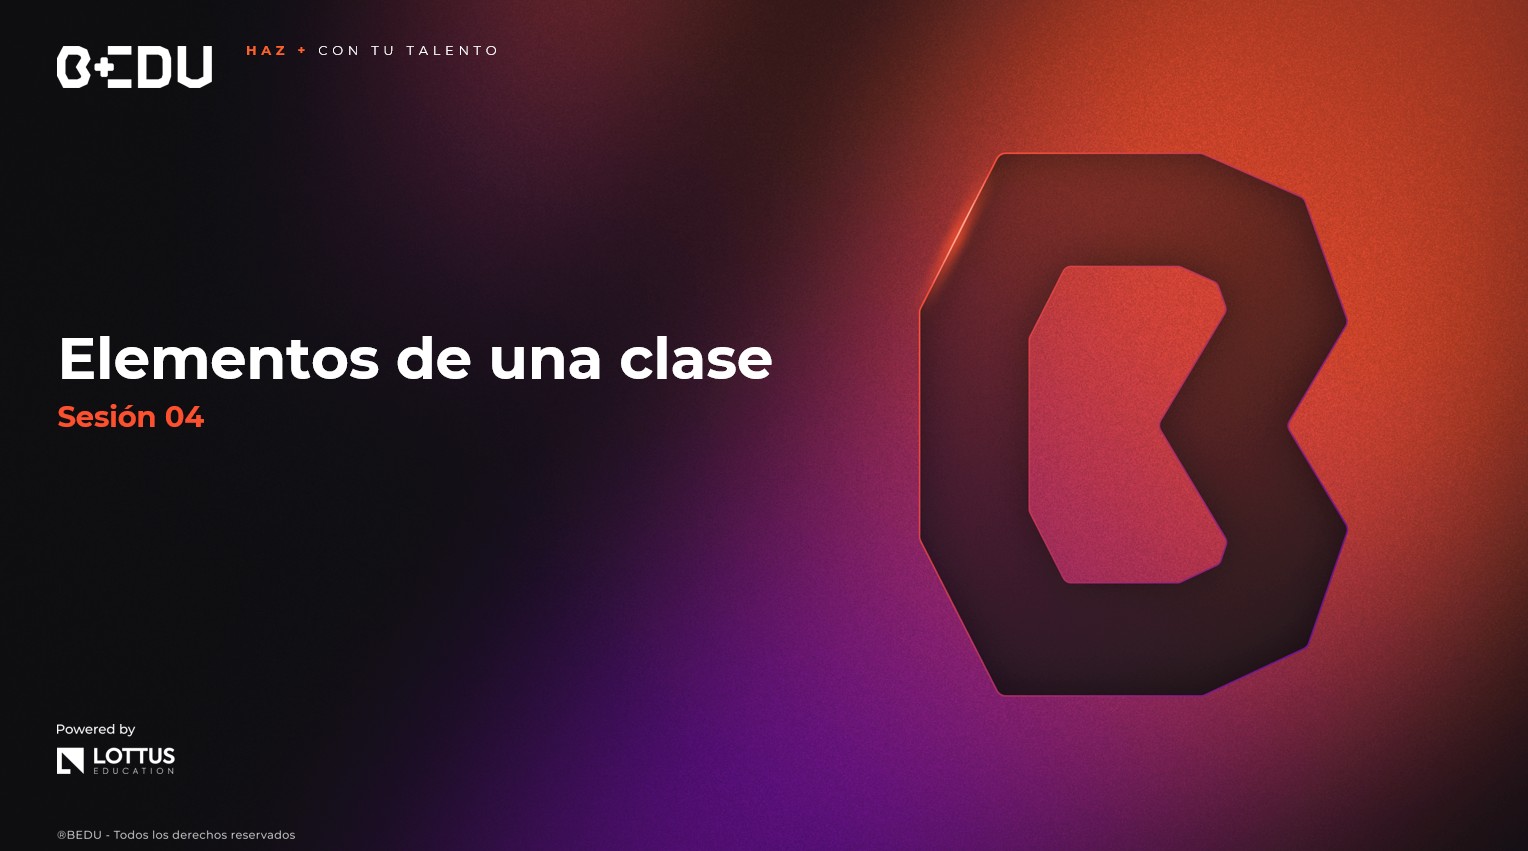 B+EDU
HAZ + CON TU TALENTO
Elementos de una clase
Sesión 04
Powered by
LOTTUS
EDUCATION
®BEDU - Todos los derechos reservados